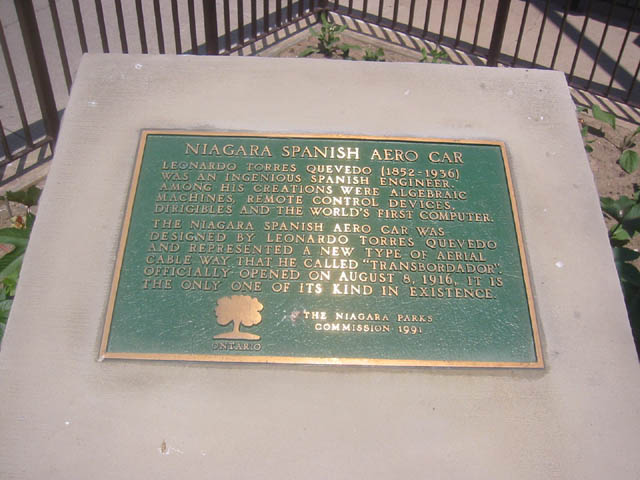 NIAGARA SPANISH AERO CAR
LEONARDO TORRES QUEVEDO (1852-1936)
WAS AN INGENIOUS SPANISH ENGINEER.
AMONG HIS CREATIONS WERE ALGEBRAIC
MACHINES, REMOTE CONTROL DEVICES,
DIRIGIBLES AND THE WORLD'S FIRST COMPUTER.
THE NIAGARA SPANISH AERO CAR WAS
DESIGNED BY LEONARDO TORRES QUEVEDO
AND REPRESENTED A NEW TYPE OF AERIAL
CABLE WAY THAT HE CALLED "TRANSBORDADOR".
OFFICIALLY OPENED ON AUGUST 8, 1916, IT IS
THE ONLY ONE OF ITS KIND IN EXISTENCE.
THE NIAGARA PARKS
COMMISSION 1991
ONTARIO